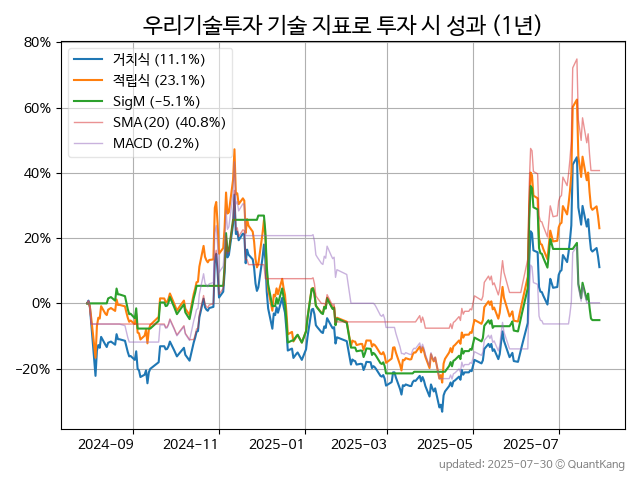 우리기술투자 기술 지표로 투자 시 성과 (1년)
80%
60%
40%
20%
0%
−20%
거치식 (11.1%)
적립식 (23.1%)
SigM (−5.1%)
SMA(20) (40.8%)
MACD (0.2%)
2024-09 2024-11 2025-01 2025-03 2025-05 2025-07
updated: 2025-07-30 © QuantKang